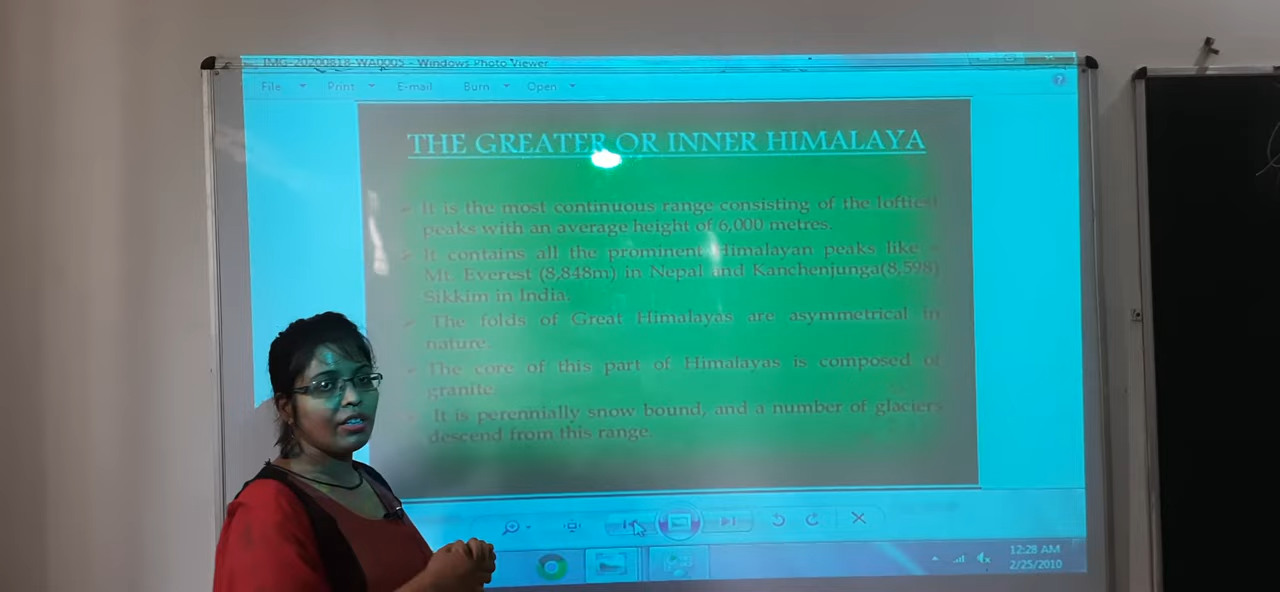 IMG-20200818-WA0005 - Windows Photo Viewer
File Print E-mail Burn Open
THE GREATER OR INNER HIMALAYA
It is the most continuous range consisting of the loftiest
peaks with an average height of 6,000 metres.
It contains all the prominent Himalayan peaks like –
Mt. Everest (8,848m) in Nepal and Kanchenjunga(8,598)
Sikkim in India.
The folds of Great Himalayas are asymmetrical in
nature.
The core of this part of Himalayas is composed of
granite.
It is perennially snow bound, and a number of glaciers
descend from this range.
12:28 AM
2/25/2010